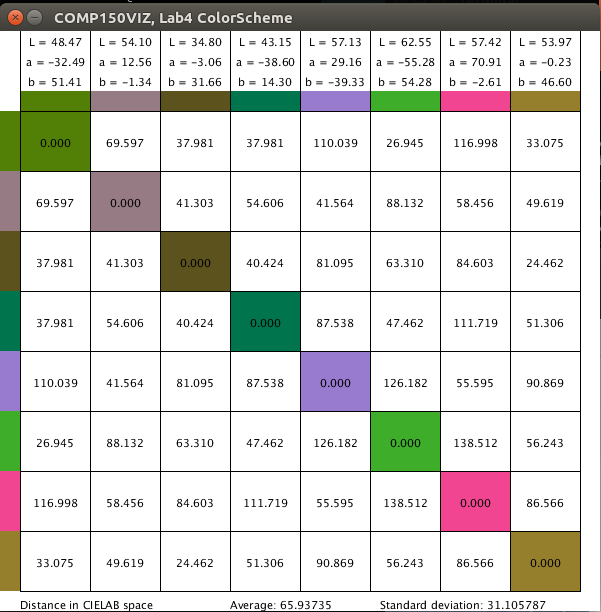 COMP150VIZ, Lab4 ColorScheme
L = 48.47 L = 54.10 L = 34.80 L = 43.15 L = 57.13 L = 62.55 L = 57.42 L = 53.97
a = -32.49 a = 12.56 a = -3.06 a = -38.60 a = 29.16 a = -55.28 a = 70.91 a = -0.23
b = 51.41 b = -1.34 b = 31.66 b = 14.30 b = -39.33 b = 54.28 b = -2.61 b = 46.60
0.000 69.597 37.981 37.981 110.039 26.945 116.998 33.075
69.597 0.000 41.303 54.606 41.564 88.132 58.456 49.619
37.981 41.303 0.000 40.424 81.095 63.310 84.603 24.462
37.981 54.606 40.424 0.000 87.538 47.462 111.719 51.306
110.039 41.564 81.095 87.538 0.000 126.182 55.595 90.869
26.945 88.132 63.310 47.462 126.182 0.000 138.512 56.243
116.998 58.456 84.603 111.719 55.595 138.512 0.000 86.566
33.075 49.619 24.462 51.306 90.869 56.243 86.566 0.000
Distance in CIELAB space Average: 65.93735 Standard deviation: 31.105787